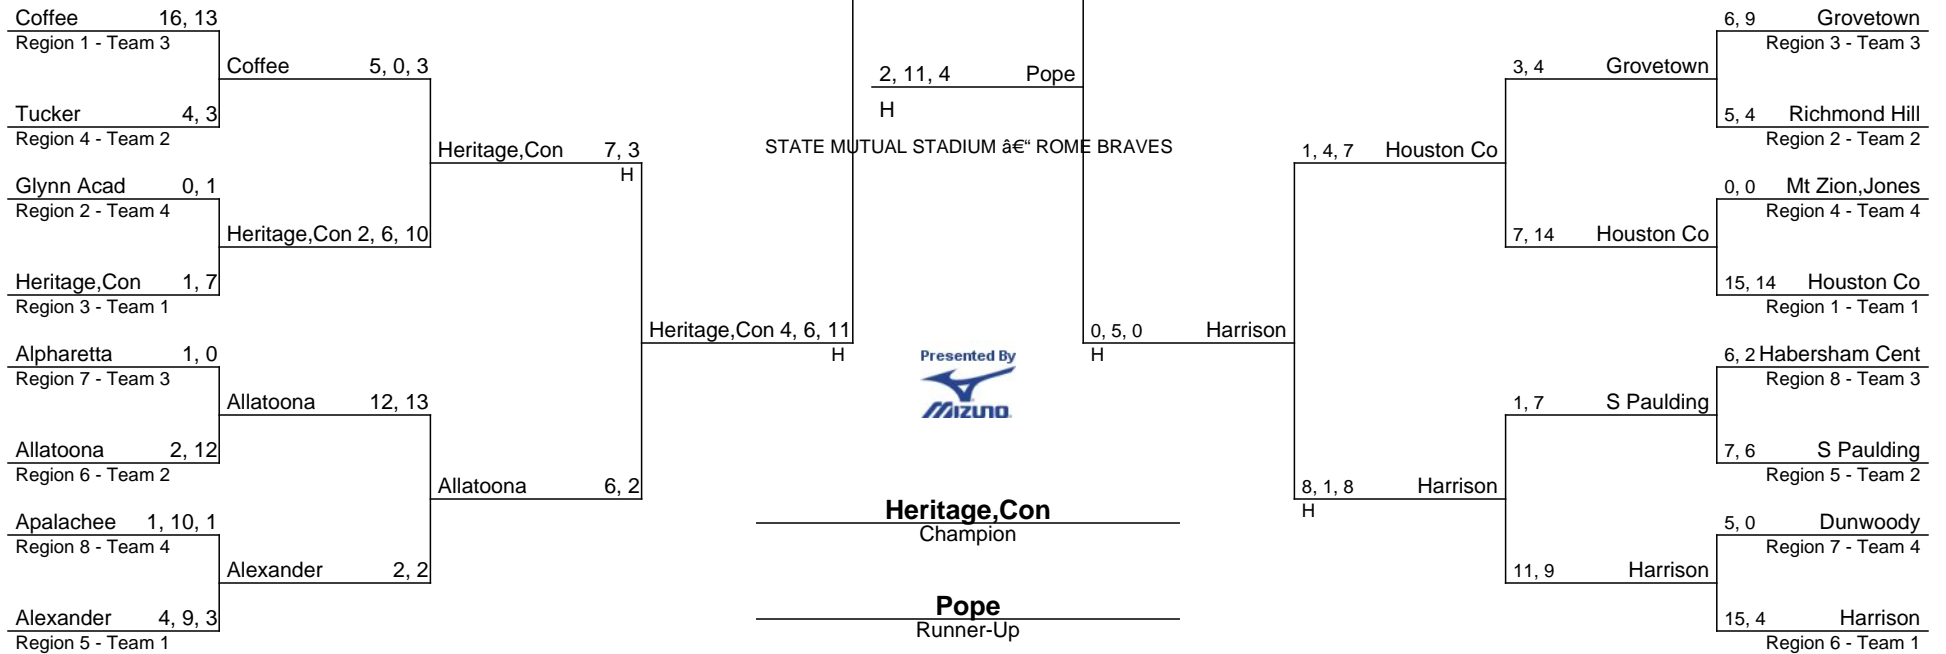 Coffee 16, 13
Region 1 - Team 3
Coffee 5, 0, 3
Tucker 4, 3
Region 4 - Team 2
Heritage,Con 7, 3
H
Glynn Acad 0, 1
Region 2 - Team 4
Heritage,Con 2, 6, 10
Heritage,Con 1, 7
Region 3 - Team 1
Heritage,Con 4, 6, 11
H
Alpharetta 1, 0
Region 7 - Team 3
Allatoona 12, 13
Allatoona 2, 12
Region 6 - Team 2
Allatoona 6, 2
Apalachee 1, 10, 1
Region 8 - Team 4
Alexander 2, 2
Alexander 4, 9, 3
Region 5 - Team 1
2, 11, 4 Pope
H
STATE MUTUAL STADIUM â€“ ROME BRAVES
Presented By
MIZUNO
Heritage,Con
Champion
Pope
Runner-Up
6, 9 Grovetown
Region 3 - Team 3
3, 4 Grovetown
5, 4 Richmond Hill
Region 2 - Team 2
1, 4, 7 Houston Co
0, 0 Mt Zion,Jones
Region 4 - Team 4
7, 14 Houston Co
15, 14 Houston Co
Region 1 - Team 1
0, 5, 0 Harrison
H
6, 2 Habersham Cent
Region 8 - Team 3
1, 7 S Paulding
7, 6 S Paulding
Region 5 - Team 2
8, 1, 8 Harrison
H
5, 0 Dunwoody
Region 7 - Team 4
11, 9 Harrison
15, 4 Harrison
Region 6 - Team 1